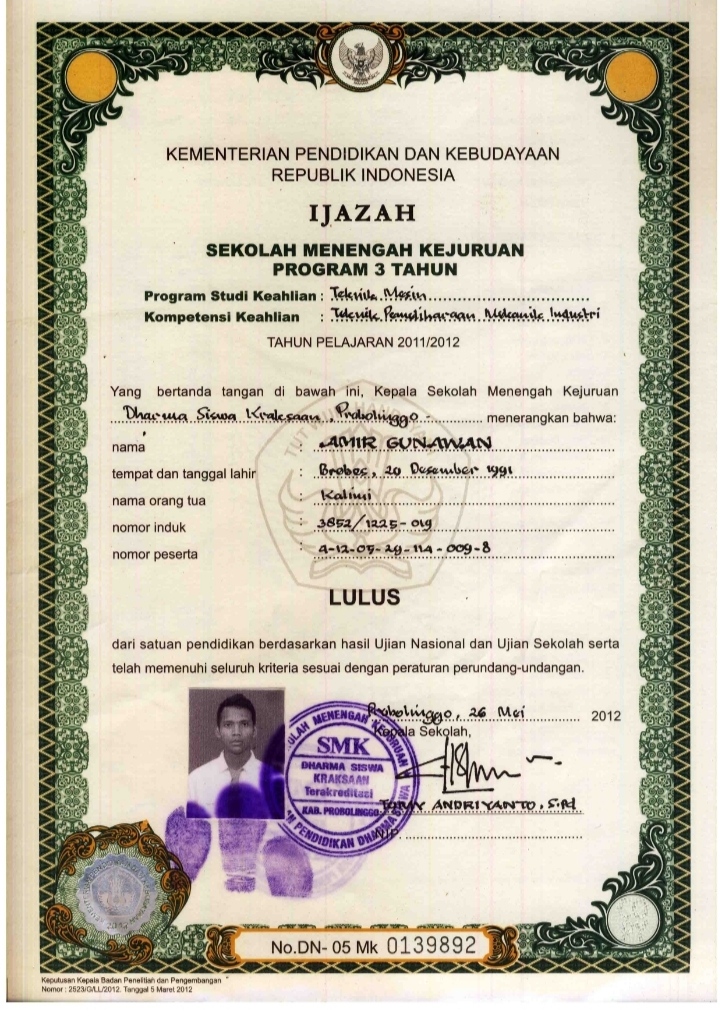 KEMENTERIAN PENDIDIKAN DAN KEBUDAYAAN
REPUBLIK INDONESIA
IJAZAH
SEKOLAH MENENGAH KEJURUAN
PROGRAM 3 TAHUN
Program Studi Keahlian : Teknik Mesin
Kompetensi Keahlian : Teknik Pemeliharaan Mekanik Industri
TAHUN PELAJARAN 2011/2012
Yang bertanda tangan di bawah ini, Kepala Sekolah Menengah Kejuruan
Dharma Siswa Kraksaan, Probolinggo - menerangkan bahwa:
nama : AMIR GUNAWAN
tempat dan tanggal lahir : Brebes, 20 Desember 1991
nama orang tua : Kalimi
nomor induk : 3852/1225-019
nomor peserta : 4-12-05-29-114-009-8
LULUS
dari satuan pendidikan berdasarkan hasil Ujian Nasional dan Ujian Sekolah serta
telah memenuhi seluruh kriteria sesuai dengan peraturan perundang-undangan.
Probolinggo, 26 Mei 2012
Kepala Sekolah,
SEKOLAH MENENGAH KEJURUAN
SMK
DHARMA SISWA
KRAKSAAN
Terakreditasi
KAB. PROBOLINGGO
PENDIDIKAN DHARMA
TOMY ANDRIYANTO, S.Pd
NIP.
No.DN- 05 Mk 0139892
Keputusan Kepala Badan Penelitian dan Pengembangan
Nomor : 2523/G/LL/2012. Tanggal 5 Maret 2012